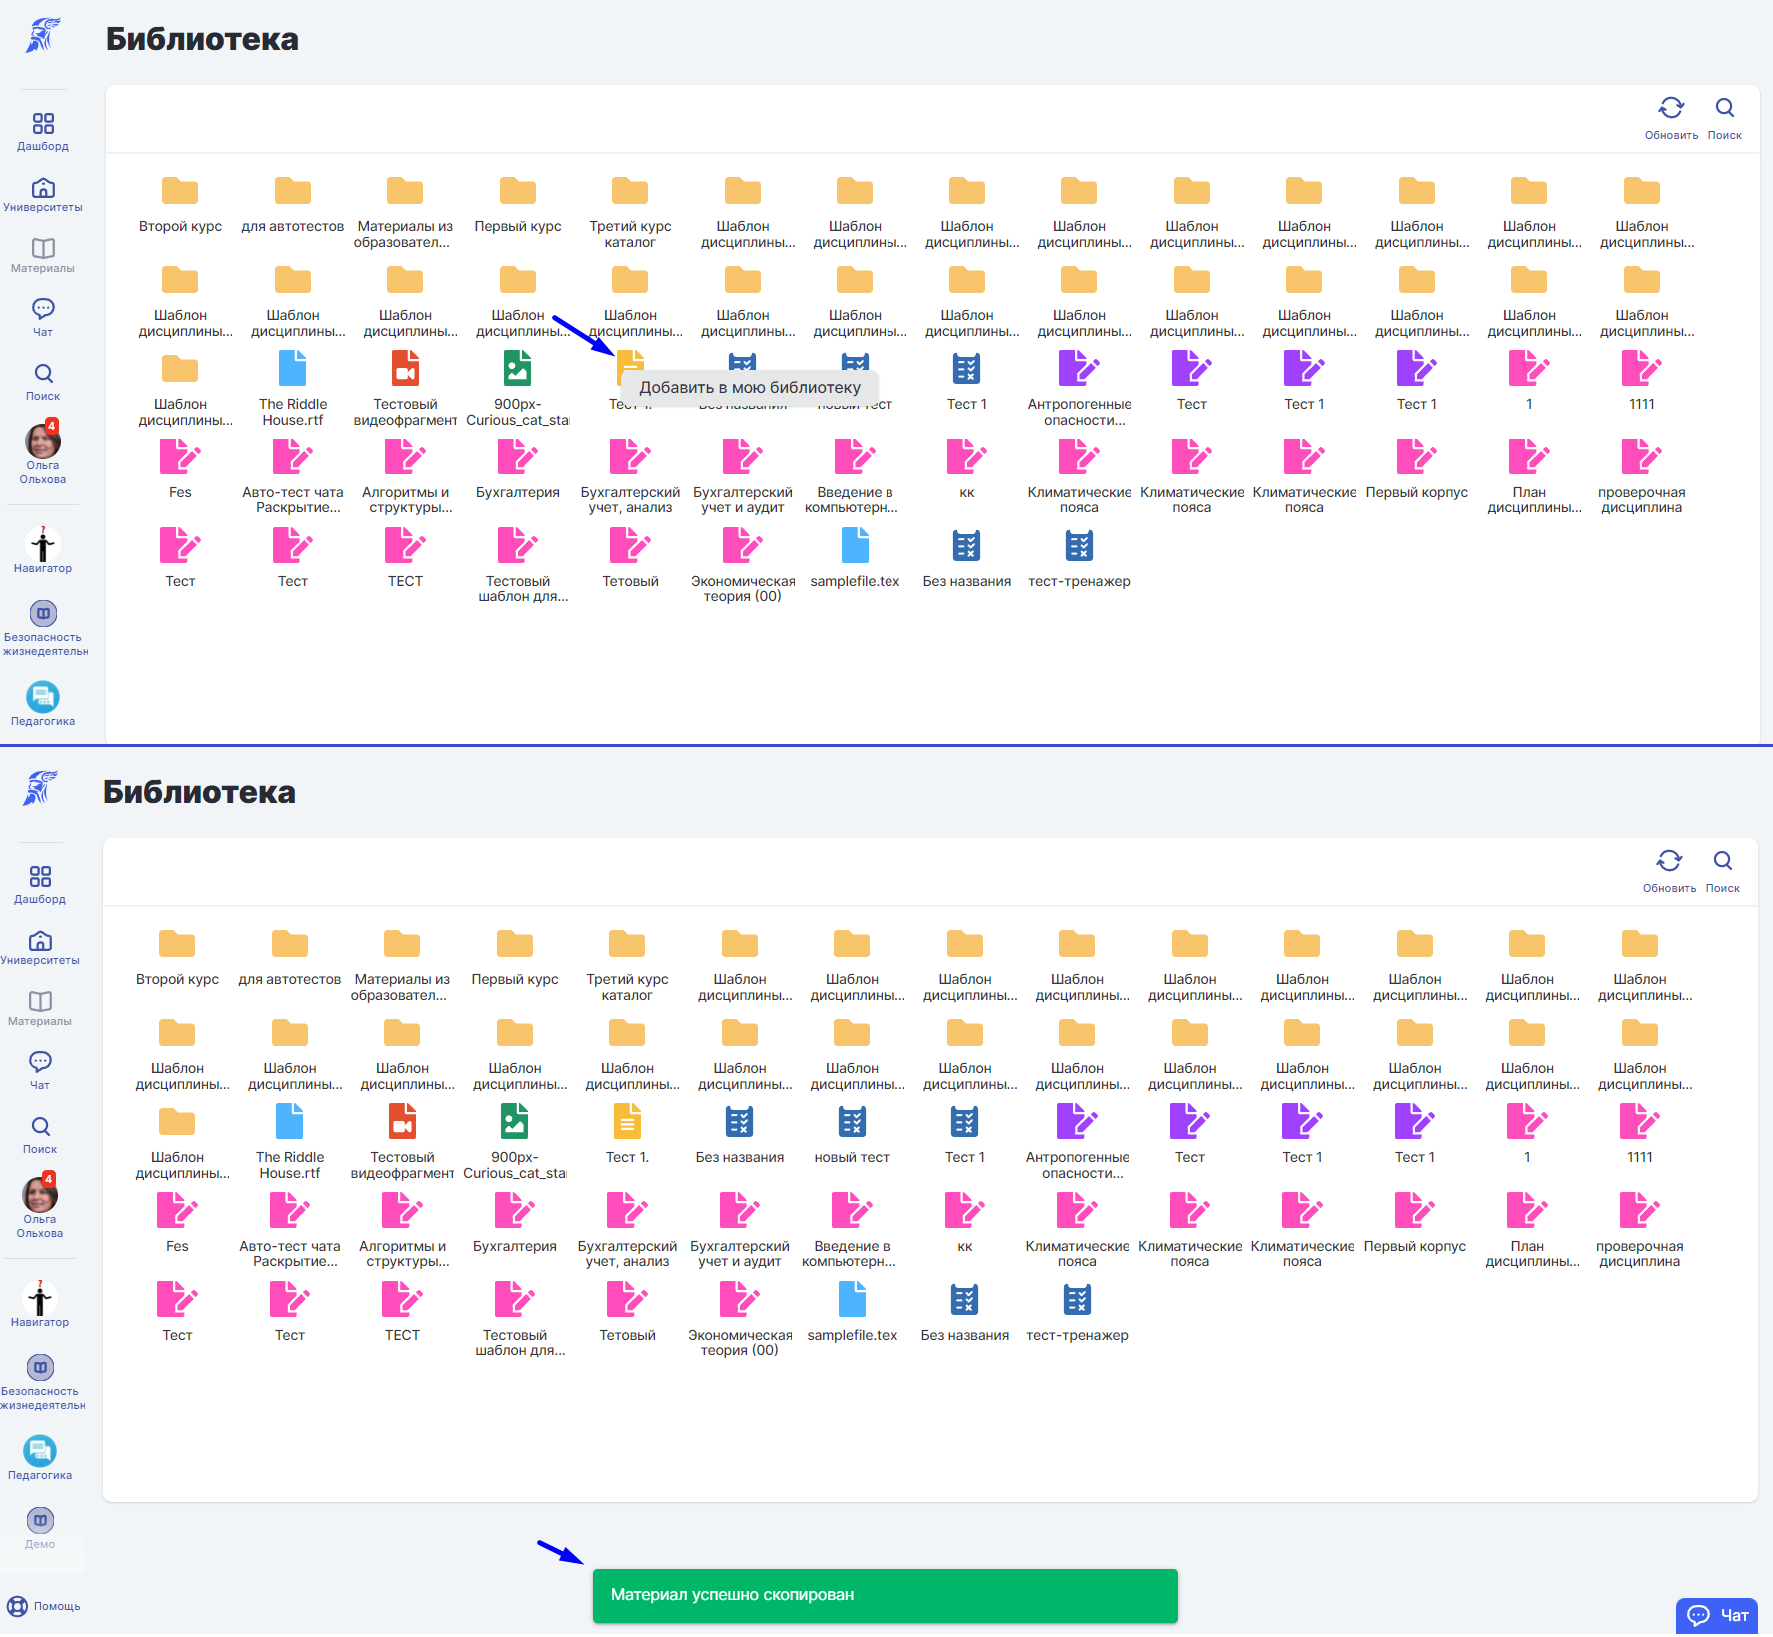 Библиотека
Обновить Поиск
Дашборд
Университеты
Материалы
Чат
Поиск
4
Ольга
Ольхова
Навигатор
Безопасность
жизнедеятельн
Педагогика
Второй курс для автотестов Материалы из Первый курс Третий курс Шаблон Шаблон Шаблон Шаблон Шаблон Шаблон Шаблон Шаблон Шаблон
образовател... каталог дисциплины... дисциплины... дисциплины... дисциплины... дисциплины... дисциплины... дисциплины... дисциплины... дисциплины...
Шаблон Шаблон Шаблон Шаблон Шаблон Шаблон Шаблон Шаблон Шаблон Шаблон Шаблон Шаблон Шаблон Шаблон
дисциплины... дисциплины... дисциплины... дисциплины... дисциплины... дисциплины... дисциплины... дисциплины... дисциплины... дисциплины... дисциплины... дисциплины... дисциплины... дисциплины...
Добавить в мою библиотеку
Шаблон The Riddle Тестовый 900px- Тест 1. Без названия новый тест Тест 1 Антропогенные Тест Тест 1 Тест 1 1 1111
дисциплины... House.rtf видеофрагмент Curious_cat_sta опасности...
Fes Авто-тест чата Алгоритмы и Бухгалтерия Бухгалтерский Бухгалтерский Введение в кк Климатические Климатические Климатические Первый корпус План проверочная
Раскрытие... структуры... учет, анализ учет и аудит компьютерн... пояса пояса пояса дисциплины... дисциплина
Тест Тест ТЕСТ Тестовый Тетовый Экономическая samplefile.tex Без названия тест-тренажер
шаблон для... теория (00)
Библиотека
Обновить Поиск
Дашборд
Университеты
Материалы
Чат
Поиск
4
Ольга
Ольхова
Навигатор
Безопасность
жизнедеятельн
Педагогика
Демо
Помощь
Второй курс для автотестов Материалы из Первый курс Третий курс Шаблон Шаблон Шаблон Шаблон Шаблон Шаблон Шаблон Шаблон Шаблон
образовател... каталог дисциплины... дисциплины... дисциплины... дисциплины... дисциплины... дисциплины... дисциплины... дисциплины... дисциплины...
Шаблон Шаблон Шаблон Шаблон Шаблон Шаблон Шаблон Шаблон Шаблон Шаблон Шаблон Шаблон Шаблон Шаблон
дисциплины... дисциплины... дисциплины... дисциплины... дисциплины... дисциплины... дисциплины... дисциплины... дисциплины... дисциплины... дисциплины... дисциплины... дисциплины... дисциплины...
Шаблон The Riddle Тестовый 900px- Тест 1. Без названия новый тест Тест 1 Антропогенные Тест Тест 1 Тест 1 1 1111
дисциплины... House.rtf видеофрагмент Curious_cat_sta опасности...
Fes Авто-тест чата Алгоритмы и Бухгалтерия Бухгалтерский Бухгалтерский Введение в кк Климатические Климатические Климатические Первый корпус План проверочная
Раскрытие... структуры... учет, анализ учет и аудит компьютерн... пояса пояса пояса дисциплины... дисциплина
Тест Тест ТЕСТ Тестовый Тетовый Экономическая samplefile.tex Без названия тест-тренажер
шаблон для... теория (00)
Материал успешно скопирован
Чат